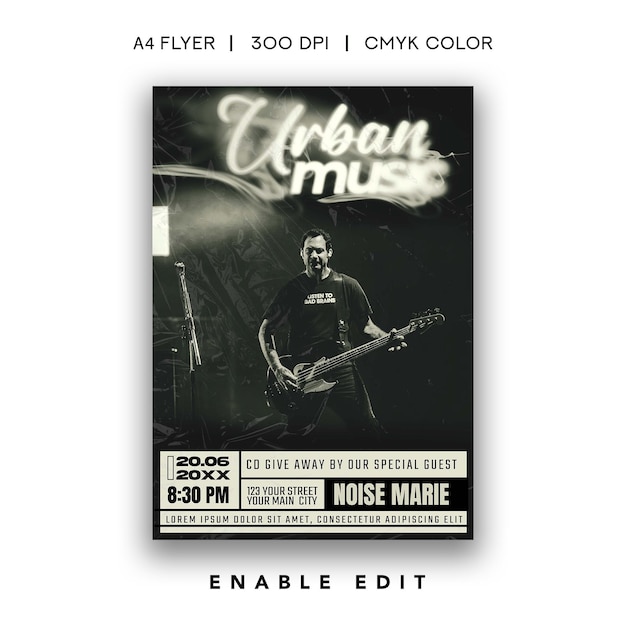 A4 FLYER | 300 DPI | CMYK COLOR
Urban
music
LISTEN TO
BAD BRAINS
20.06
20XX
8:30 PM
CD GIVE AWAY BY OUR SPECIAL GUEST
123 YOUR STREET
YOUR MAIN CITY
NOISE MARIE
LOREM IPSUM DOLOR SIT AMET, CONSECTETUR ADIPISCING ELIT
ENABLE EDIT